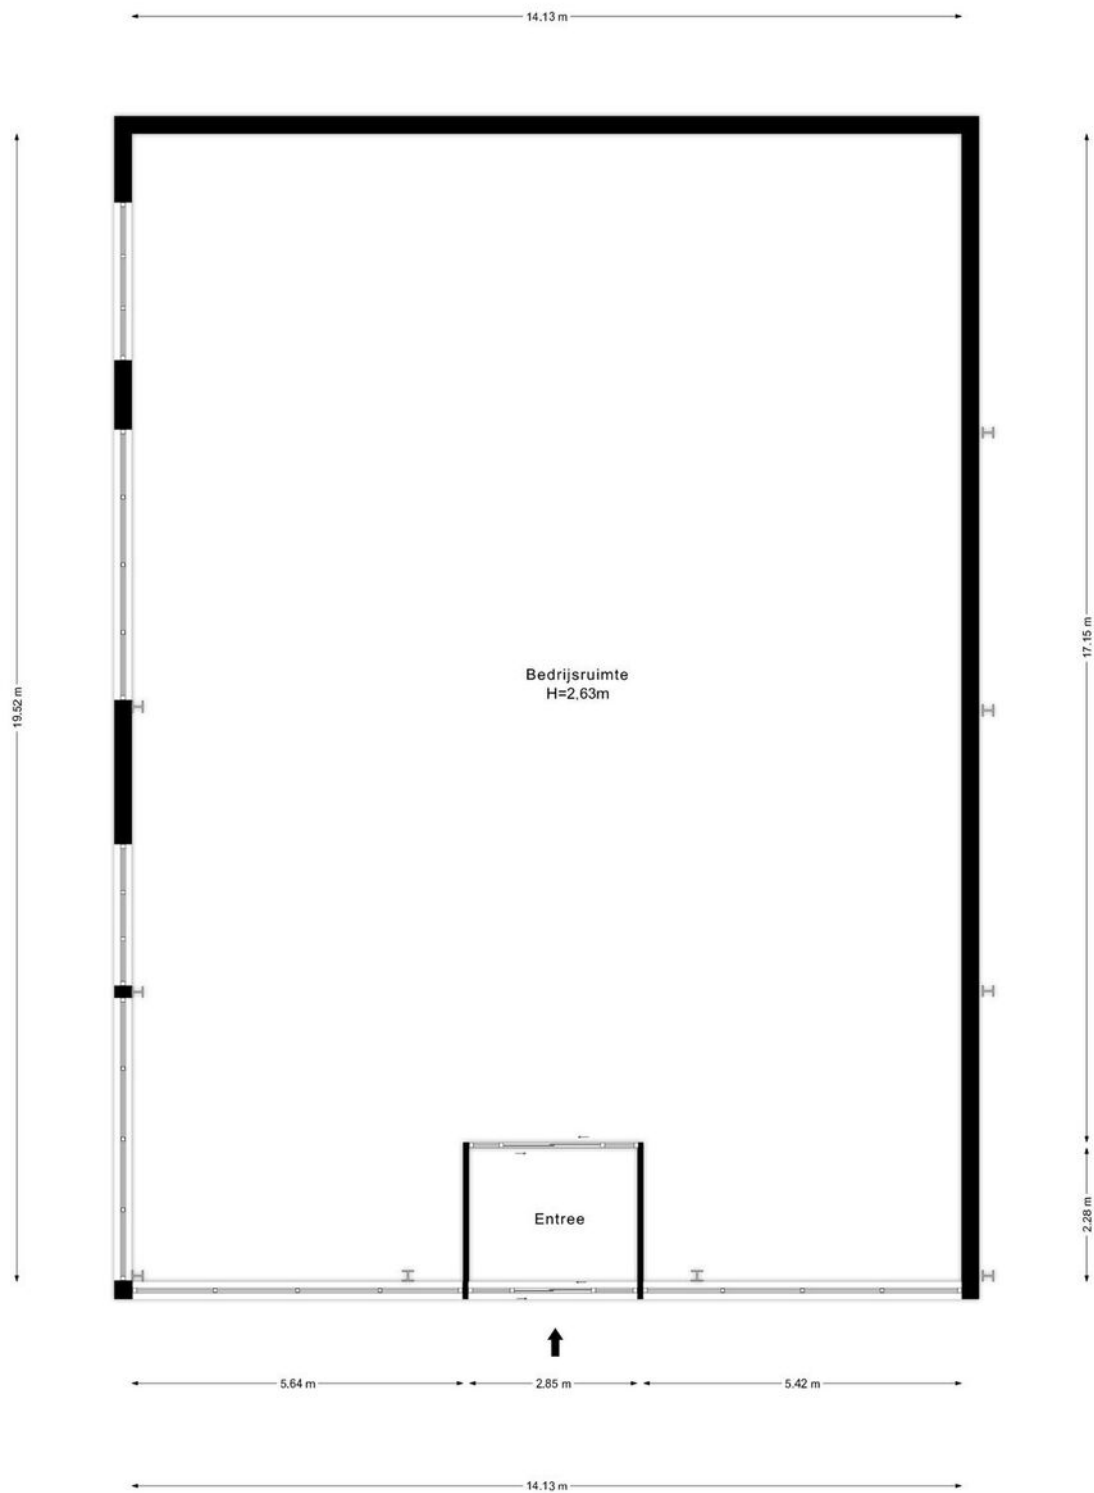 14.13 m
19.52 m
17.15 m
Bedrijsruimte
H=2,63m
2.28 m
Entree
5.64 m
2.85 m
5.42 m
14.13 m